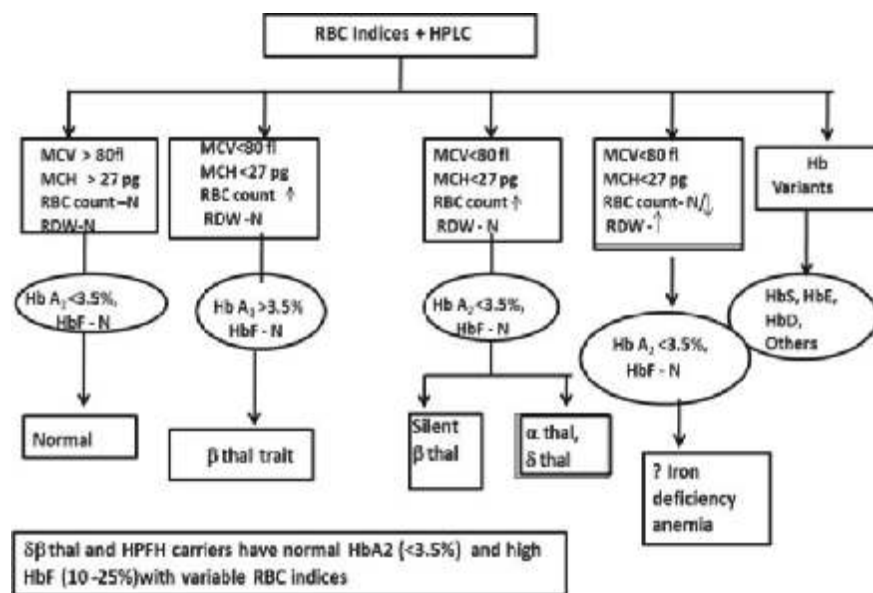 RBC Indices + HPLC
MCV > 80fl
MCH > 27 pg
RBC count –N
RDW-N
MCV<80 fl
MCH<27 pg
RBC count ↑
RDW -N
MCV<80 fl
MCH<27 pg
RBC count ↑
RDW - N
MCV<80 fl
MCH<27 pg
RBC count- N/↓
RDW -↑
Hb
Variants
Hb A2 <3.5%,
HbF - N
Hb A2 >3.5%
HbF - N
Hb A2 <3.5%,
HbF - N
Hb A2 <3.5%,
HbF - N
HbS, HbE,
HbD,
Others
Normal
β thal trait
Silent
β thal
α thal,
δ thal
? Iron
deficiency
anemia
δβ thal and HPFH carriers have normal HbA2 (<3.5%) and high
HbF (10 -25%)with variable RBC indices